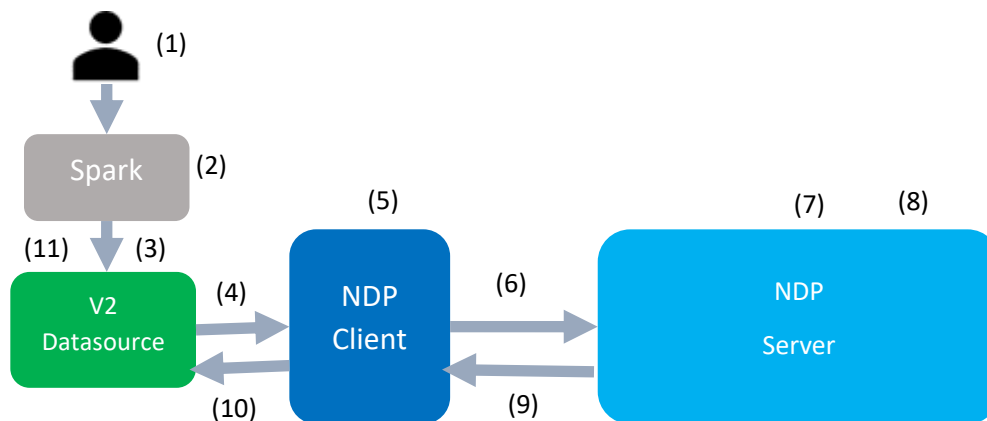 (1)
Spark
(2)
(11)
(3)
V2
Datasource
(4)
(10)
(5)
NDP
Client
(6)
(9)
(7)
(8)
NDP
Server